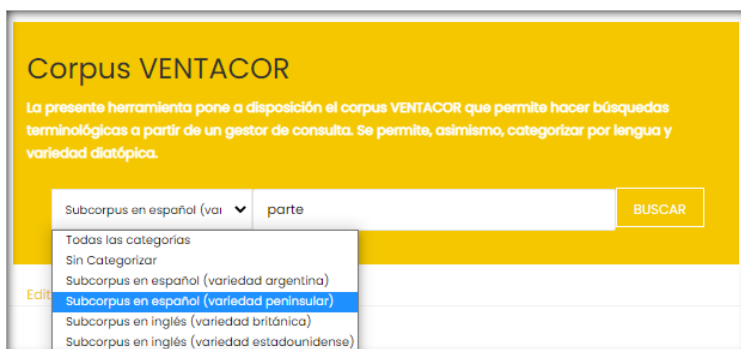 Corpus VENTACOR
La presente herramienta pone a disposición el corpus VENTACOR que permite hacer búsquedas
terminológicas a partir de un gestor de consulta. Se permite, asimismo, categorizar por lengua y
variedad diatópica.
Subcorpus en español (var parte BUSCAR
Todas las categorías
Sin Categorizar
Subcorpus en español (variedad argentina)
Edit
Subcorpus en español (variedad peninsular)
Subcorpus en inglés (variedad británica)
Subcorpus en inglés (variedad estadounidense)